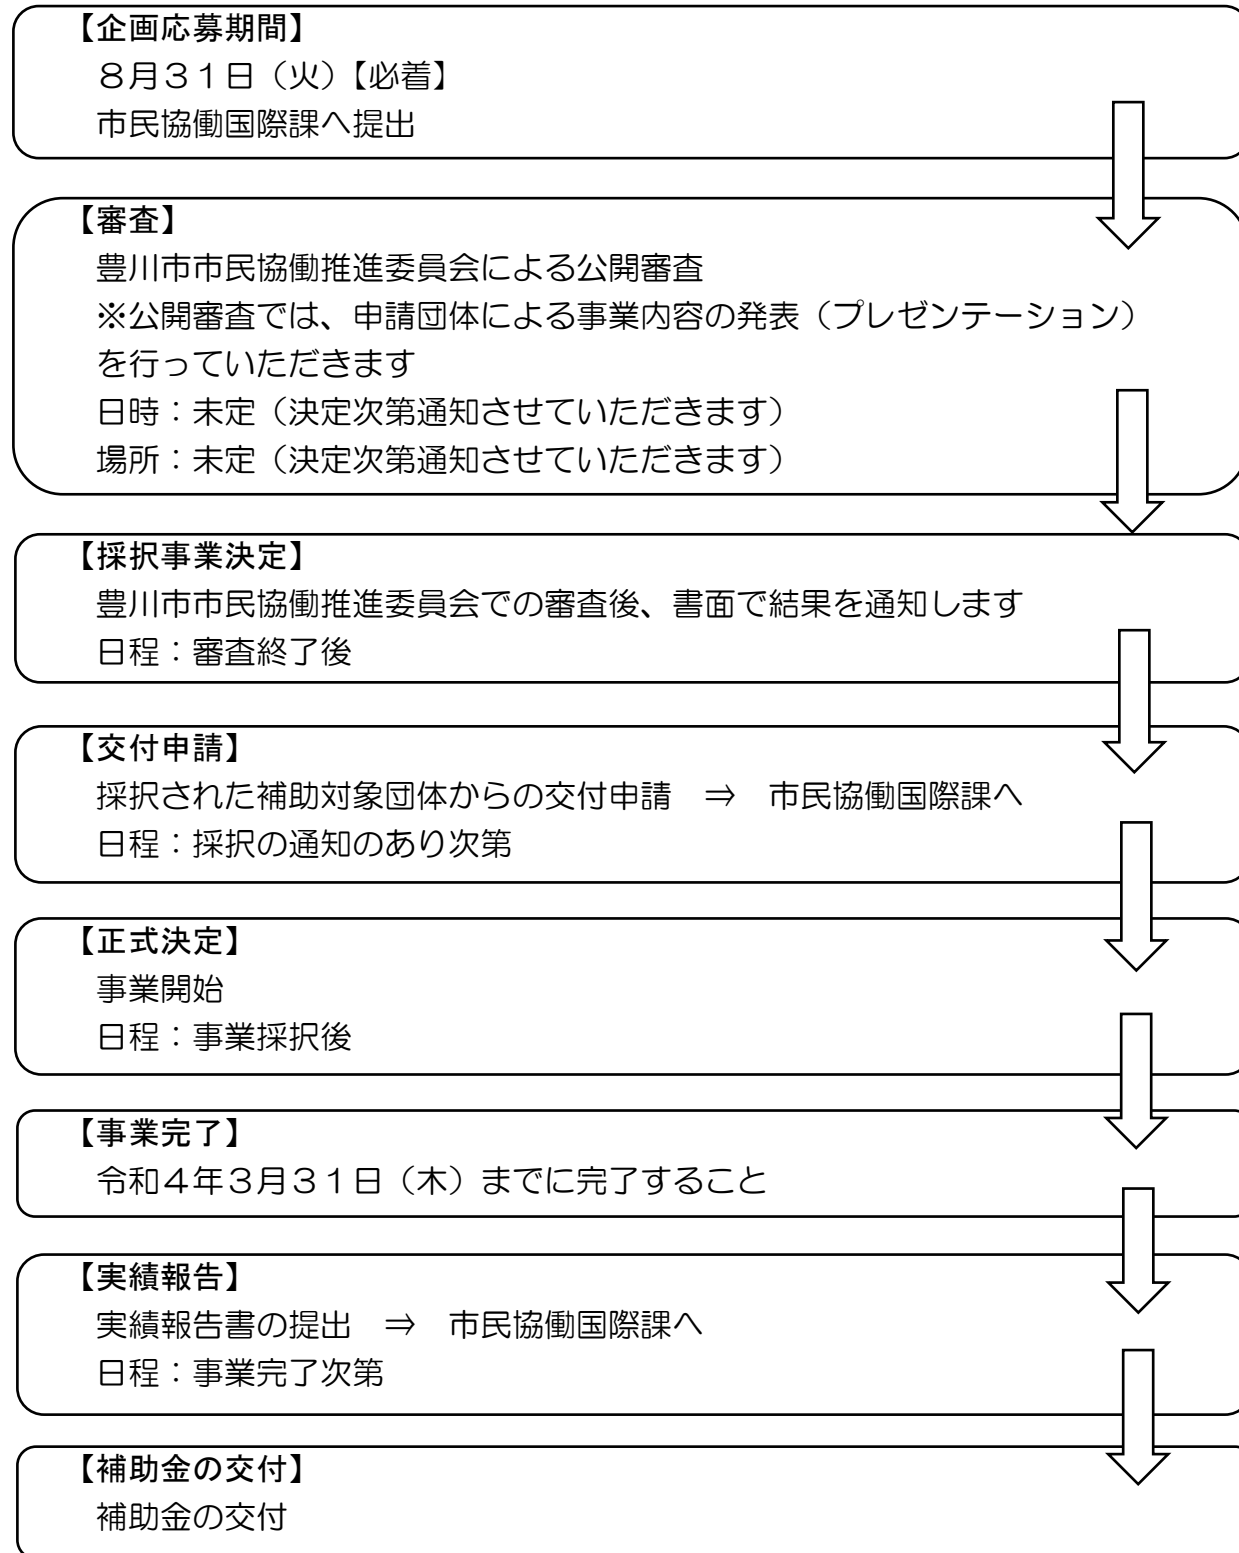 【企画応募期間】
８月３１日（火）【必着】
市民協働国際課へ提出
【審査】
豊川市市民協働推進委員会による公開審査
※公開審査では、申請団体による事業内容の発表（プレゼンテーション）
を行っていただきます
日時：未定（決定次第通知させていただきます）
場所：未定（決定次第通知させていただきます）
【採択事業決定】
豊川市市民協働推進委員会での審査後、書面で結果を通知します
日程：審査終了後
【交付申請】
採択された補助対象団体からの交付申請　⇒　市民協働国際課へ
日程：採択の通知のあり次第
【正式決定】
事業開始
日程：事業採択後
【事業完了】
令和４年３月３１日（木）までに完了すること
【実績報告】
実績報告書の提出　⇒　市民協働国際課へ
日程：事業完了次第
【補助金の交付】
補助金の交付